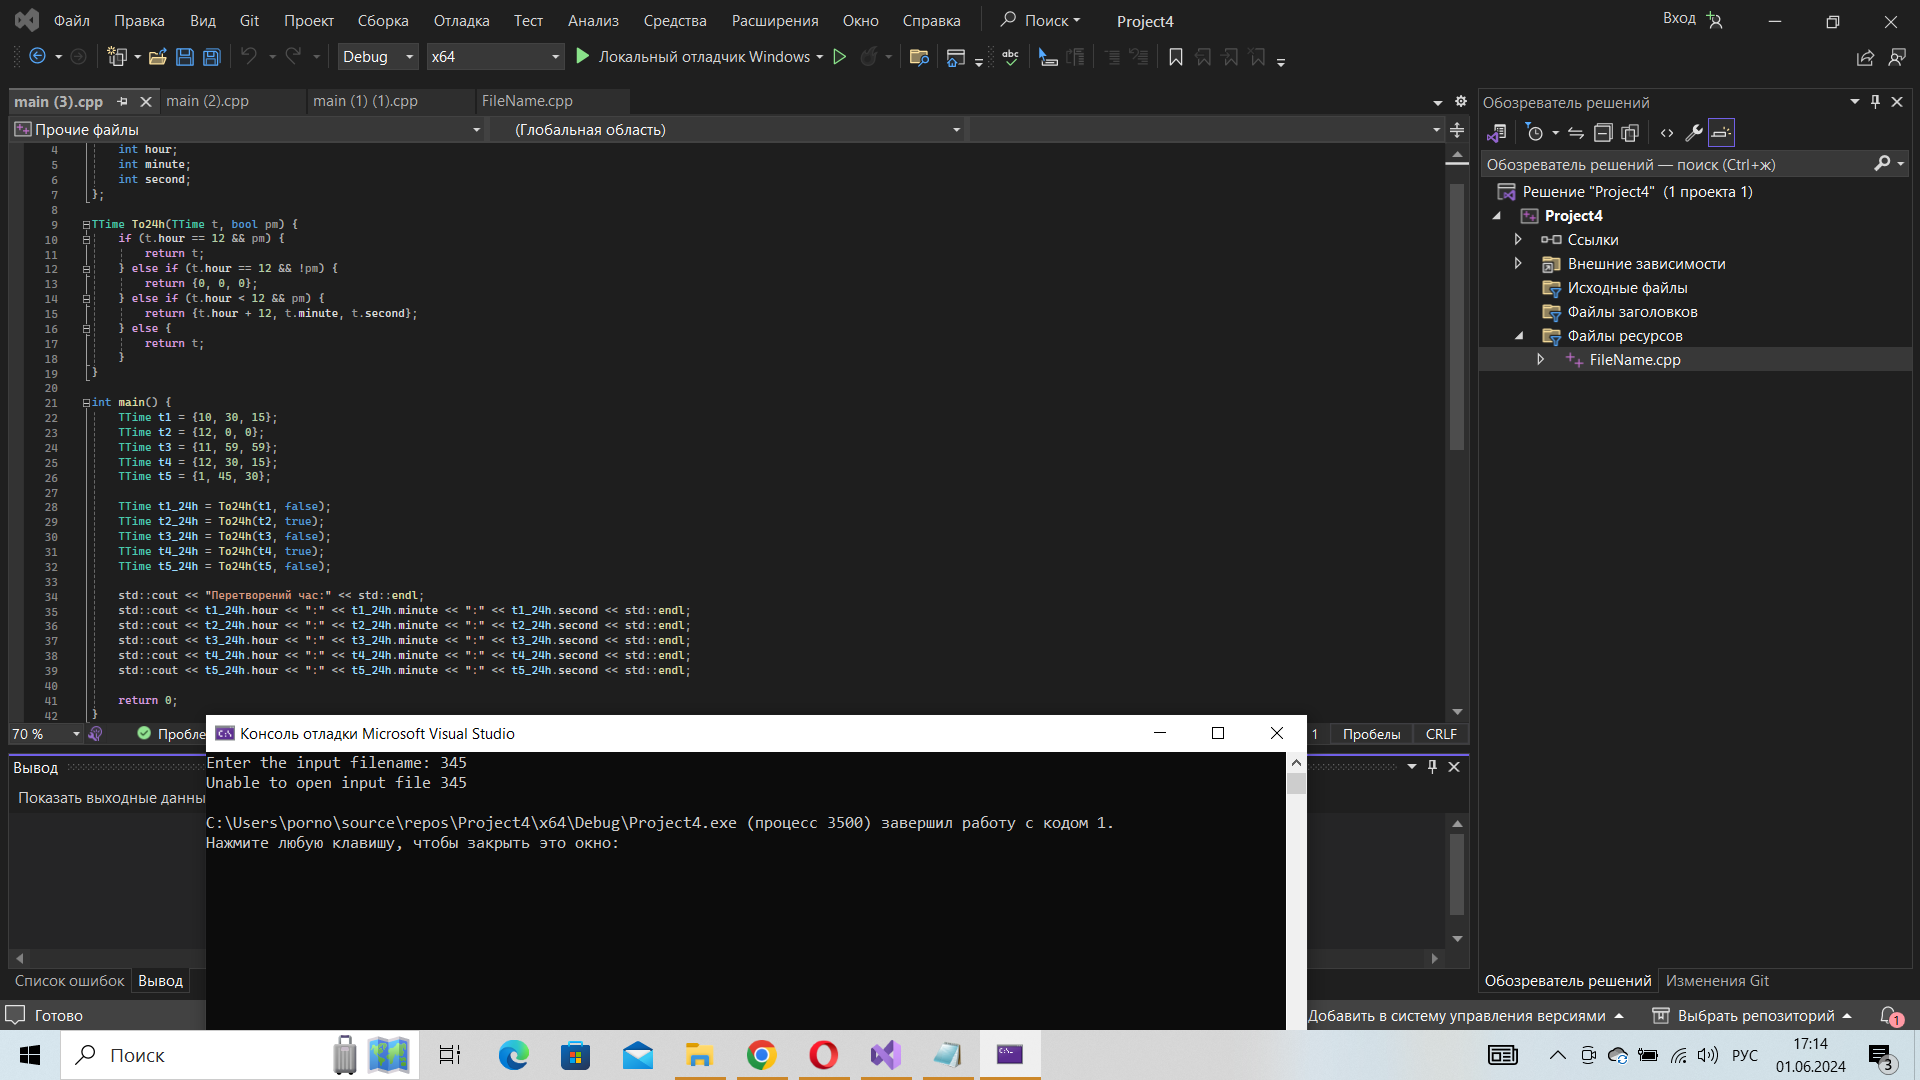 Файл Правка Вид Git Проект Сборка Отладка Тест Анализ Средства Расширения Окно Справка Поиск Project4 Вход
Debug x64 Локальный отладчик Windows
main (3).cpp main (2).cpp main (1) (1).cpp FileName.cpp
Прочие файлы (Глобальная область)
4 int hour;
5 int minute;
6 int second;
7 };
8
9 TTime To24h(TTime t, bool pm) {
10 if (t.hour == 12 && pm) {
11 return t;
12 } else if (t.hour == 12 && !pm) {
13 return {0, 0, 0};
14 } else if (t.hour < 12 && pm) {
15 return {t.hour + 12, t.minute, t.second};
16 } else {
17 return t;
18 }
19 }
20
21 int main() {
22 TTime t1 = {10, 30, 15};
23 TTime t2 = {12, 0, 0};
24 TTime t3 = {11, 59, 59};
25 TTime t4 = {12, 30, 15};
26 TTime t5 = {1, 45, 30};
27
28 TTime t1_24h = To24h(t1, false);
29 TTime t2_24h = To24h(t2, true);
30 TTime t3_24h = To24h(t3, false);
31 TTime t4_24h = To24h(t4, true);
32 TTime t5_24h = To24h(t5, false);
33
34 std::cout << "Перетворений час:" << std::endl;
35 std::cout << t1_24h.hour << ":" << t1_24h.minute << ":" << t1_24h.second << std::endl;
36 std::cout << t2_24h.hour << ":" << t2_24h.minute << ":" << t2_24h.second << std::endl;
37 std::cout << t3_24h.hour << ":" << t3_24h.minute << ":" << t3_24h.second << std::endl;
38 std::cout << t4_24h.hour << ":" << t4_24h.minute << ":" << t4_24h.second << std::endl;
39 std::cout << t5_24h.hour << ":" << t5_24h.minute << ":" << t5_24h.second << std::endl;
40
41 return 0;
42 }
70 % Пробле 1 Пробелы CRLF
Вывод
Показать выходные данны
Список ошибок Вывод
Консоль отладки Microsoft Visual Studio
Enter the input filename: 345
Unable to open input file 345
C:\Users\porno\source\repos\Project4\x64\Debug\Project4.exe (процесс 3500) завершил работу с кодом 1.
Нажмите любую клавишу, чтобы закрыть это окно:
Обозреватель решений
Обозреватель решений — поиск (Ctrl+ж)
Решение "Project4" (1 проекта 1)
Project4
Ссылки
Внешние зависимости
Исходные файлы
Файлы заголовков
Файлы ресурсов
FileName.cpp
Обозреватель решений Изменения Git
Готово Добавить в систему управления версиями Выбрать репозиторий 1
Поиск РУС 17:14
01.06.2024 3